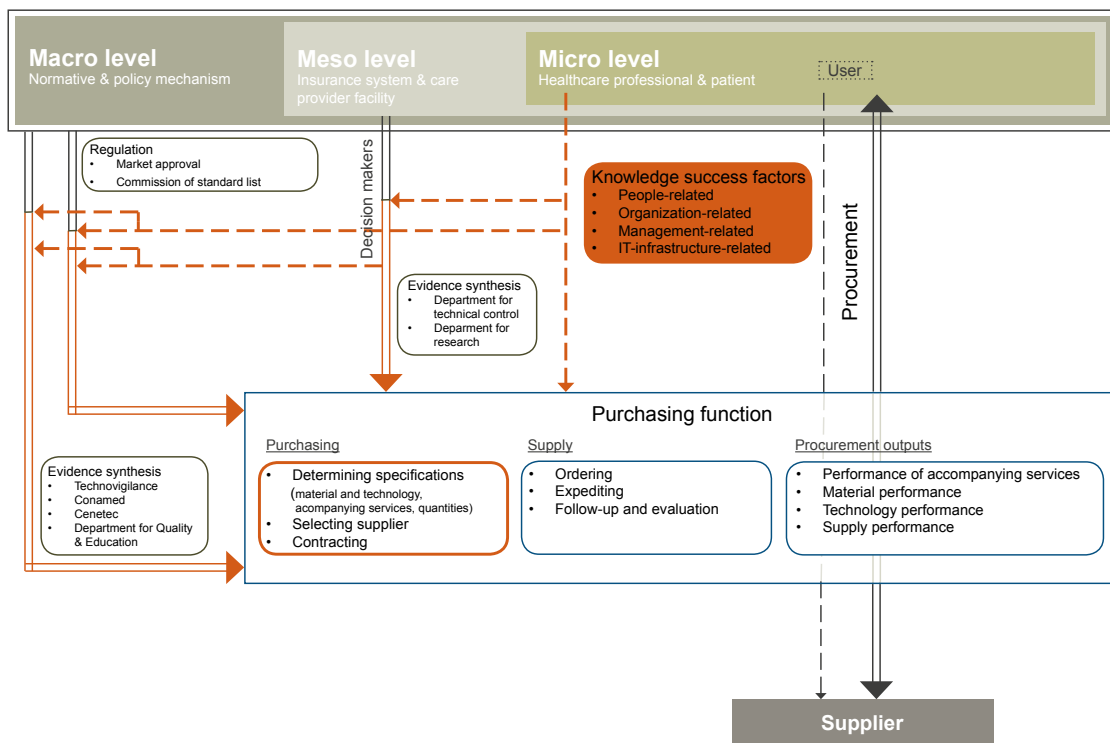 Macro level
Normative & policy mechanism
Meso level
Insurance system & care
provider facility
Micro level
Healthcare professional & patient
User
Regulation
• Market approval
• Commission of standard list
Decision makers
Knowledge success factors
• People-related
• Organization-related
• Management-related
• IT-infrastructure-related
Procurement
Evidence synthesis
• Department for
technical control
• Deparment for
research
Purchasing function
Purchasing
• Determining specifications
(material and technology,
acompanying services, quantities)
• Selecting supplier
• Contracting
Supply
• Ordering
• Expediting
• Follow-up and evaluation
Procurement outputs
• Performance of accompanying services
• Material performance
• Technology performance
• Supply performance
Evidence synthesis
• Technovigilance
• Conamed
• Cenetec
• Department for Quality
& Education
Supplier